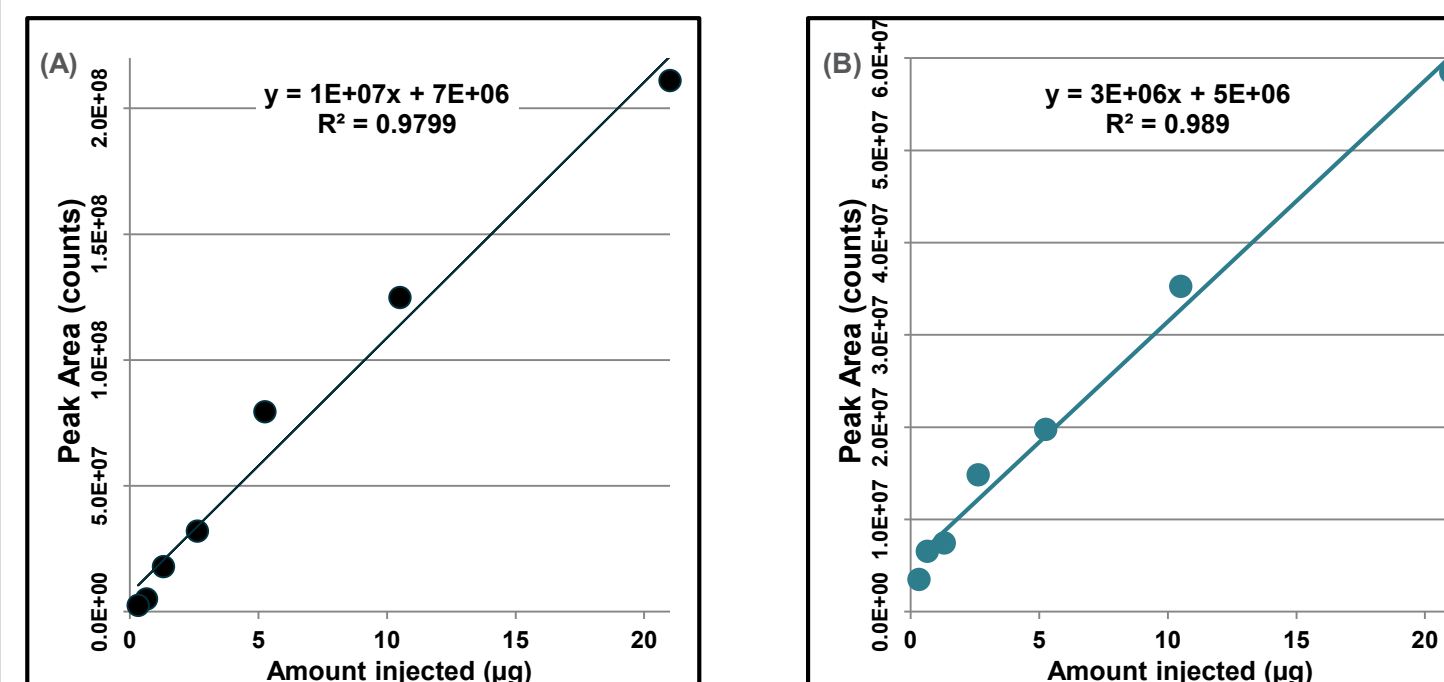 (A)
y = 1E+07x + 7E+06
R² = 0.9799
Peak Area (counts)
2.0E+08
1.5E+08
1.0E+08
5.0E+07
0.0E+00
0 5 10 15 20
Amount injected (µg)
(B)
y = 3E+06x + 5E+06
R² = 0.989
Peak Area (counts)
6.0E+07
5.0E+07
4.0E+07
3.0E+07
2.0E+07
1.0E+07
0.0E+00
0 5 10 15 20
Amount injected (µg)